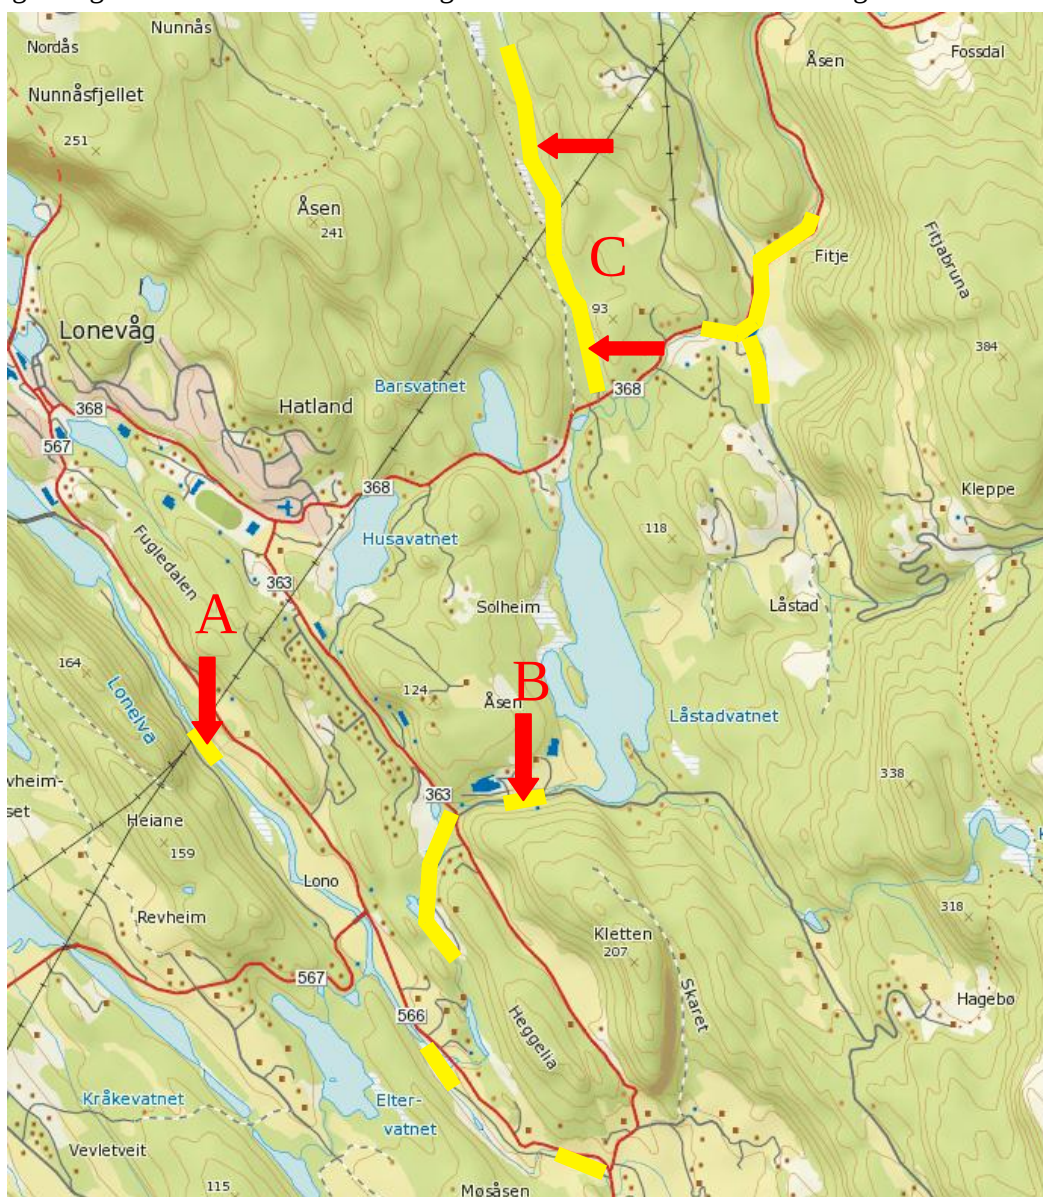 Nunnås
Nordås
Åsen
Fossdal
Nunnåsfjellet
251
Åsen
241
Fitjabruna
C
Fitje
93
Lonevåg
384
Barsvatnet
368
Hatland
368
567
368
Kleppe
118
Husavatnet
Fugledalen
363
A
Solheim
Låstad
164
124
Åsen
B
Lonelva
Låstadvatnet
338
363
Heiane
159
Lono
318
Revheim
Kletten
207
567
Skaret
Hagebø
566
Heggelia
Kråkevatnet
Elter-
vatnet
Vevletveit
115
Møsåsen